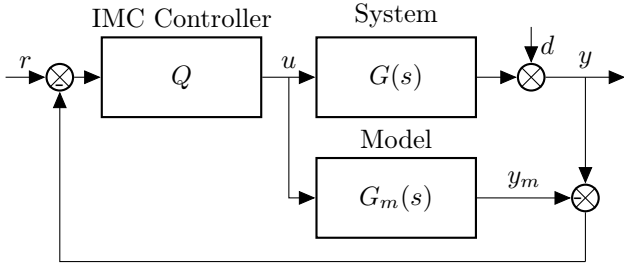 IMC Controller
System
r
-
Q
u
G(s)
d
y
Model
G_m(s)
y_m
-